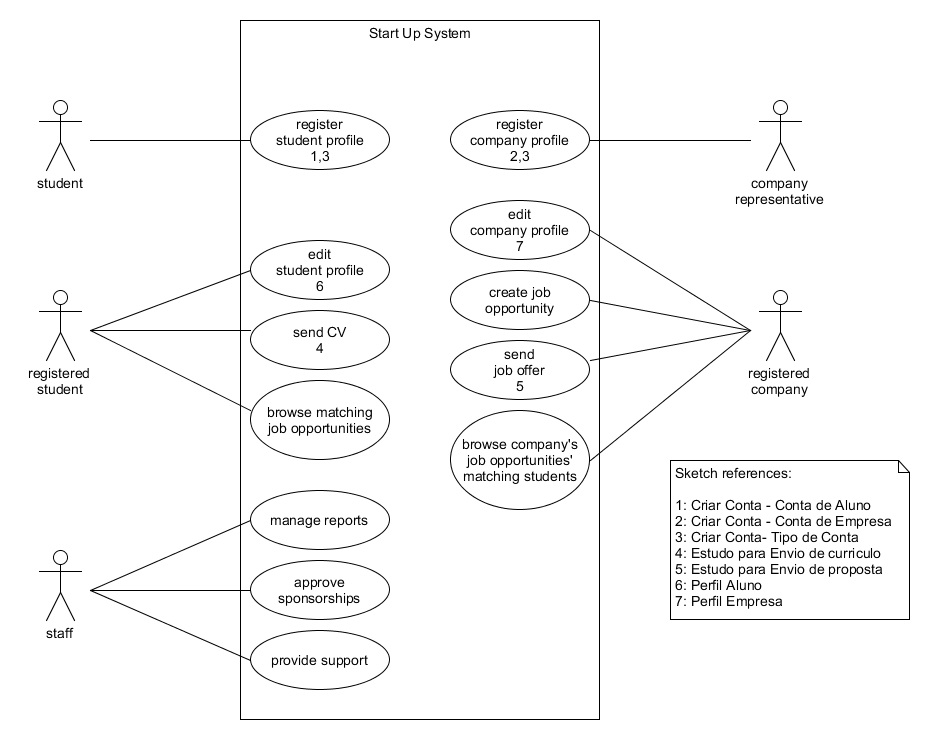 Start Up System
register
student profile
1,3
register
company profile
2,3
student
company
representative
edit
company profile
7
edit
student profile
6
create job
opportunity
send CV
4
send
job offer
5
registered
student
registered
company
browse matching
job opportunities
browse company's
job opportunities'
matching students
manage reports
approve
sponsorships
staff
provide support
Sketch references:
1: Criar Conta - Conta de Aluno
2: Criar Conta - Conta de Empresa
3: Criar Conta- Tipo de Conta
4: Estudo para Envio de curriculo
5: Estudo para Envio de proposta
6: Perfil Aluno
7: Perfil Empresa